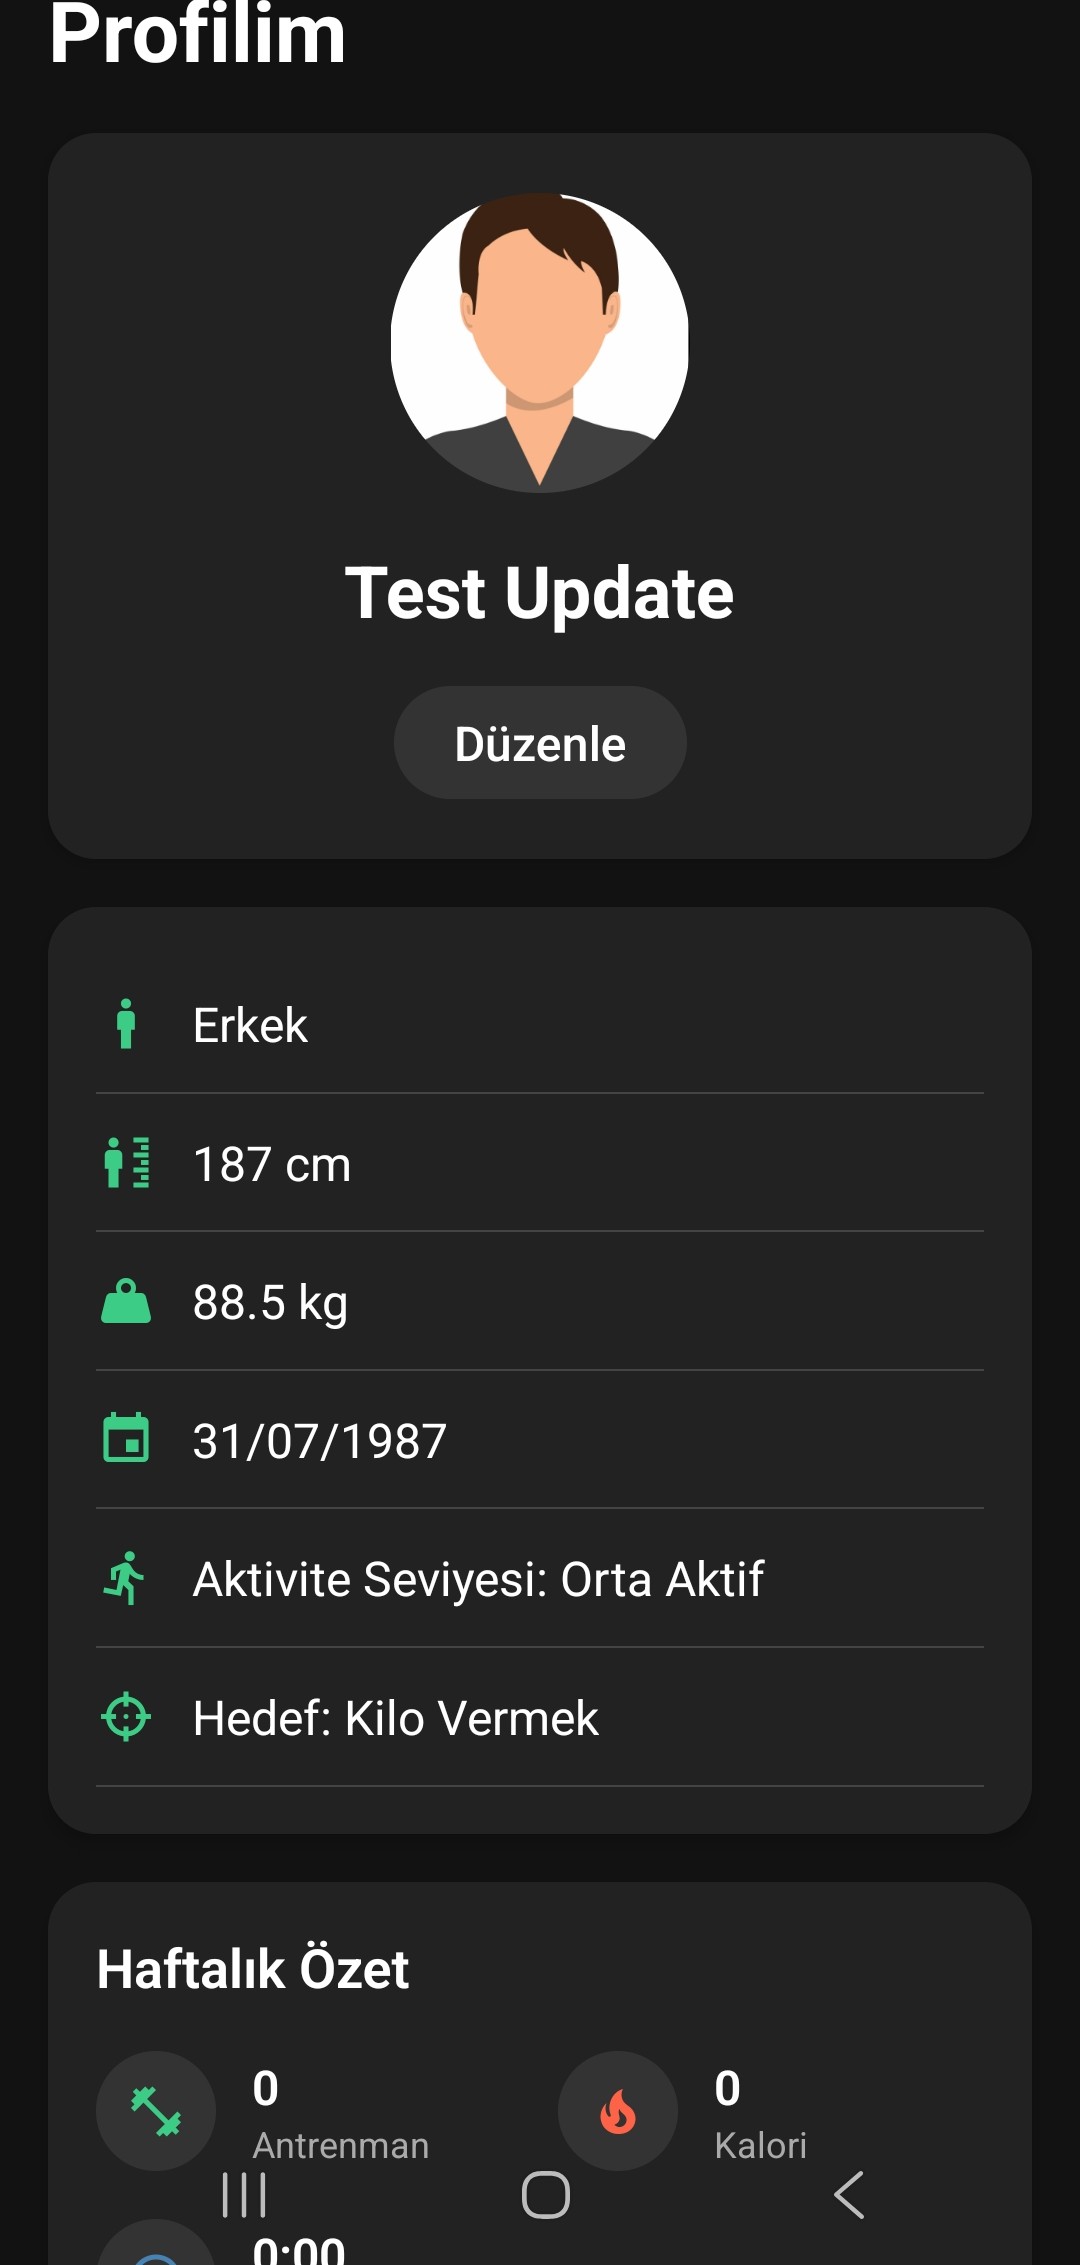 Profilim
Test Update
Düzenle
Erkek
187 cm
88.5 kg
31/07/1987
Aktivite Seviyesi: Orta Aktif
Hedef: Kilo Vermek
Haftalık Özet
0
Antrenman
0
Kalori
0:00